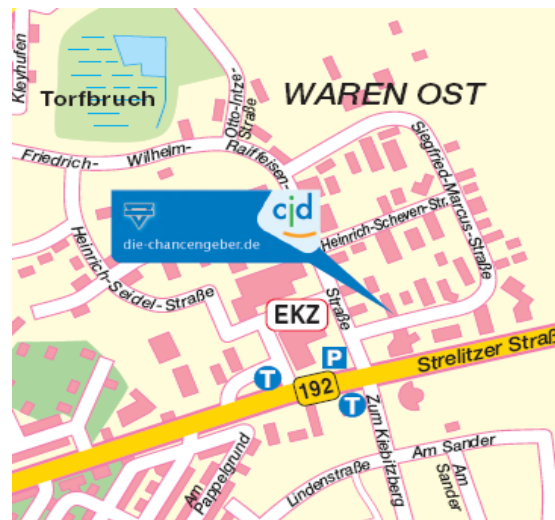 Kleyhufen
Torfbruch
Otto-Intze-
Straße
WAREN OST
Friedrich-
Wilhelm-
Raiffeisen-
Straße
Siegfried-Marcus-Straße
Heinrich-Scheven-Str.
cjd
die-chancengeber.de
Heinrich-Seidel-Straße
EKZ
P
T
192
T
Strelitzer Straß
Zum Kiebitzberg
Am
Pappelgrund
Lindenstraße
Am Sander
Am
Sander